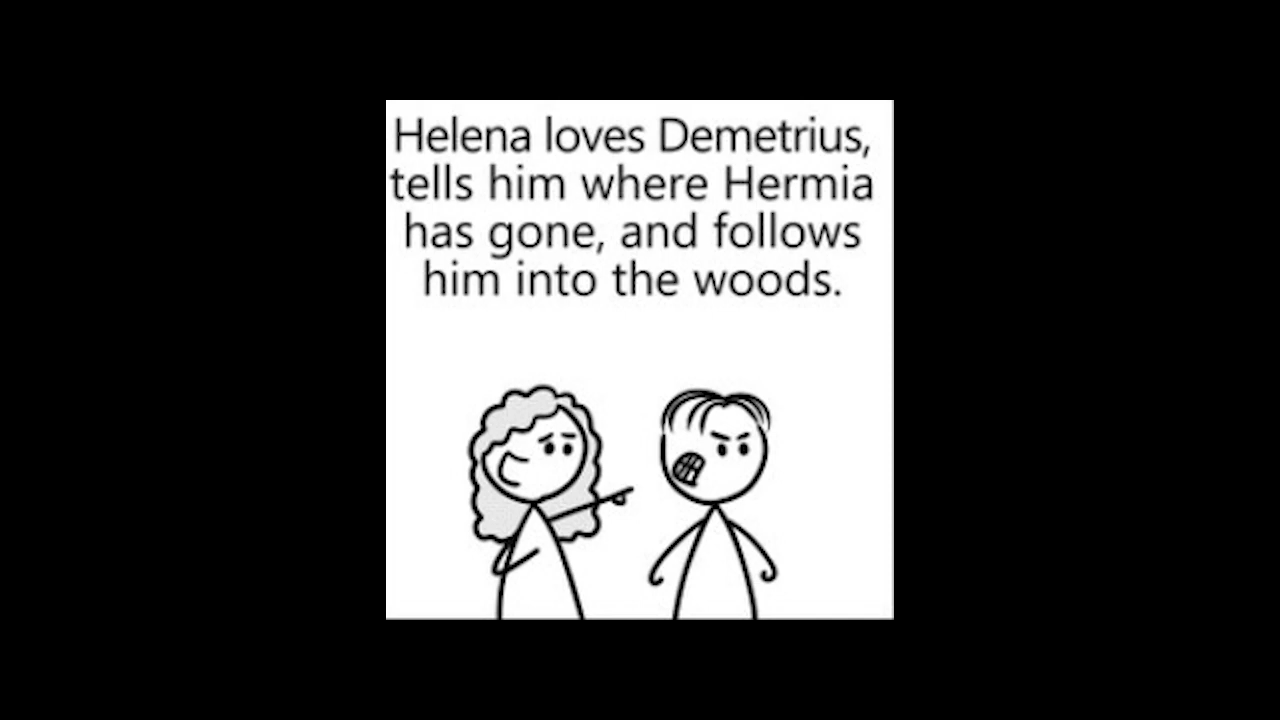 Helena loves Demetrius,
tells him where Hermia
has gone, and follows
him into the woods.